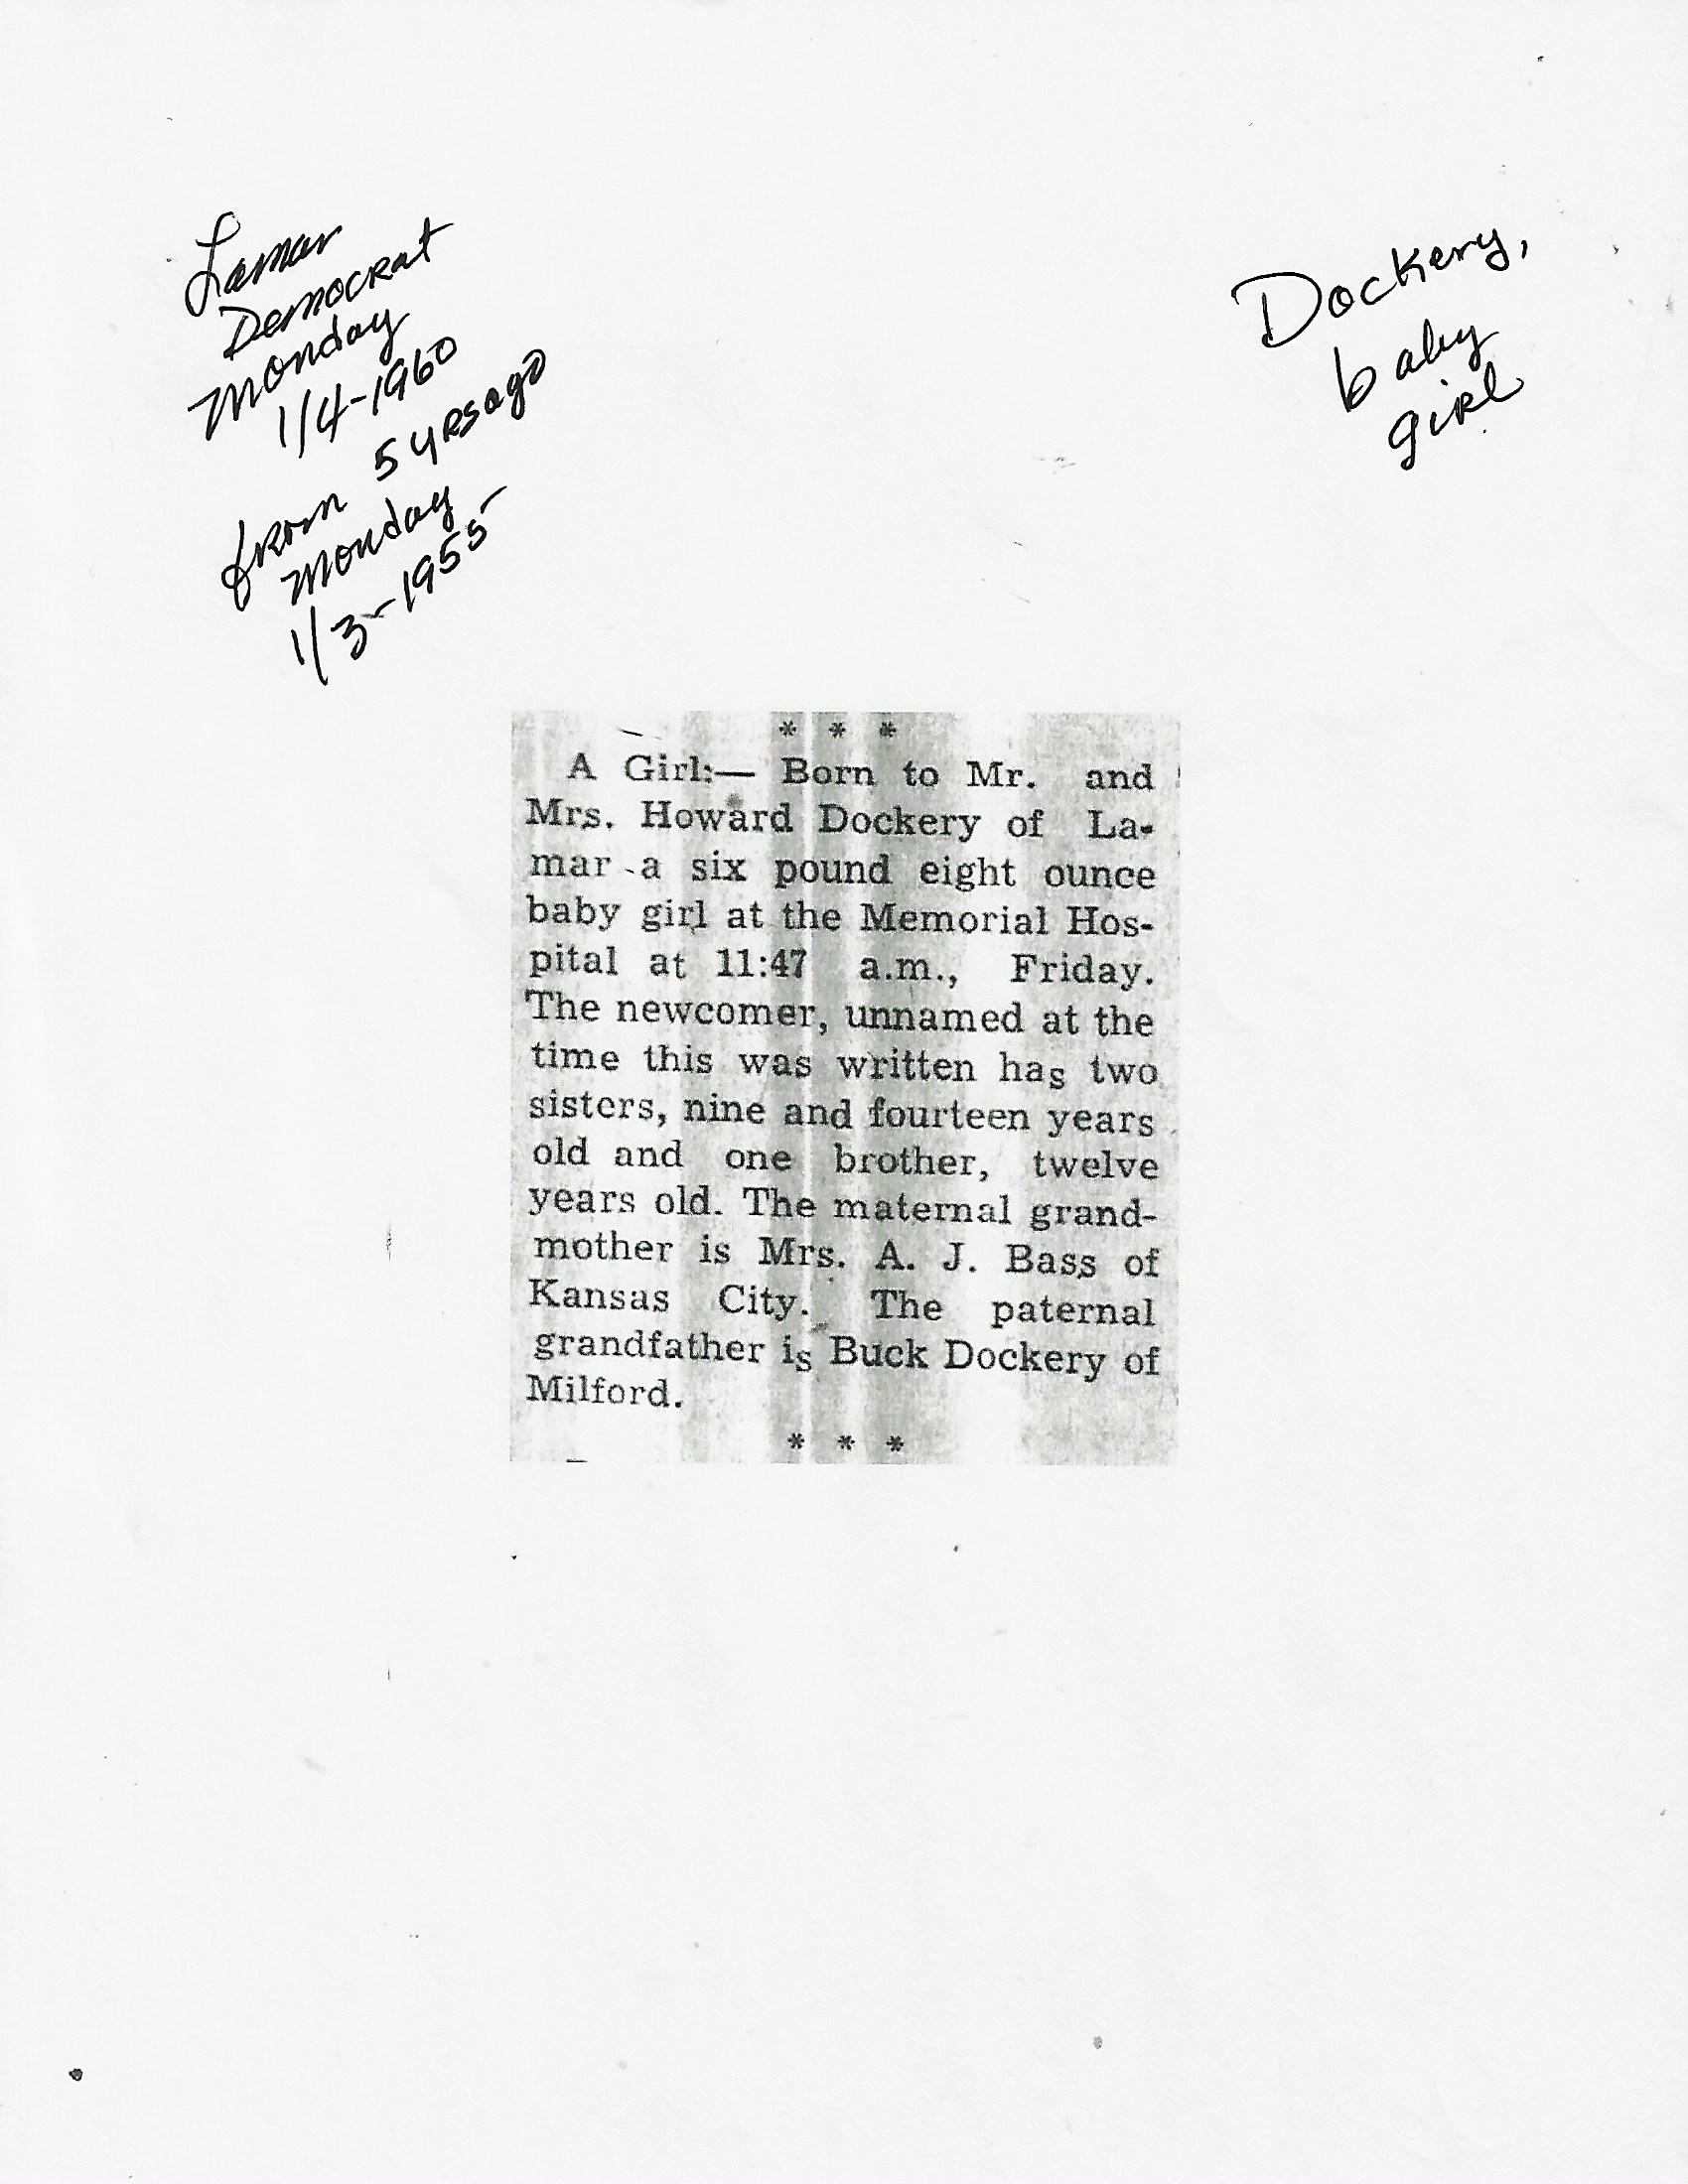 Lamar
Democrat
Monday
1/4-1960
from 5 yrs ago
Monday
1/3-1955
Dockery,
baby
girl
* * *
A Girl:— Born to Mr. and
Mrs. Howard Dockery of La-
mar a six pound eight ounce
baby girl at the Memorial Hos-
pital at 11:47 a.m., Friday.
The newcomer, unnamed at the
time this was written has two
sisters, nine and fourteen years
old and one brother, twelve
years old. The maternal grand-
mother is Mrs. A. J. Bass of
Kansas City. The paternal
grandfather is Buck Dockery of
Milford.
* * *